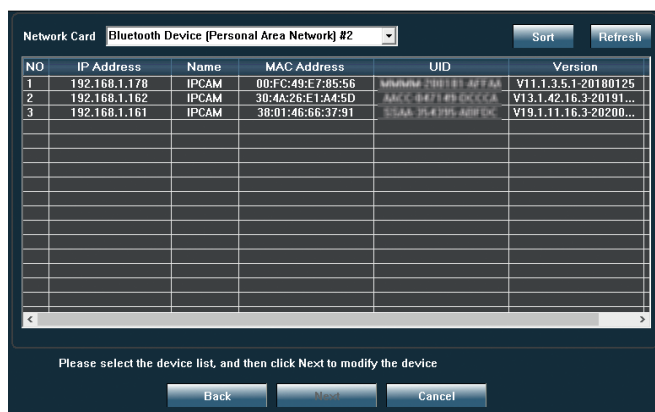 Network Card Bluetooth Device (Personal Area Network) #2 Sort Refresh
NO IP Address Name MAC Address UID Version
1 192.168.1.178 IPCAM 00:FC:49:E7:85:56 V11.1.3.5.1-20180125
2 192.168.1.162 IPCAM 30:4A:26:E1:A4:5D V13.1.42.16.3-20191...
3 192.168.1.161 IPCAM 38:01:46:66:37:91 V19.1.11.16.3-20200...
Please select the device list, and then click Next to modify the device
Back Next Cancel